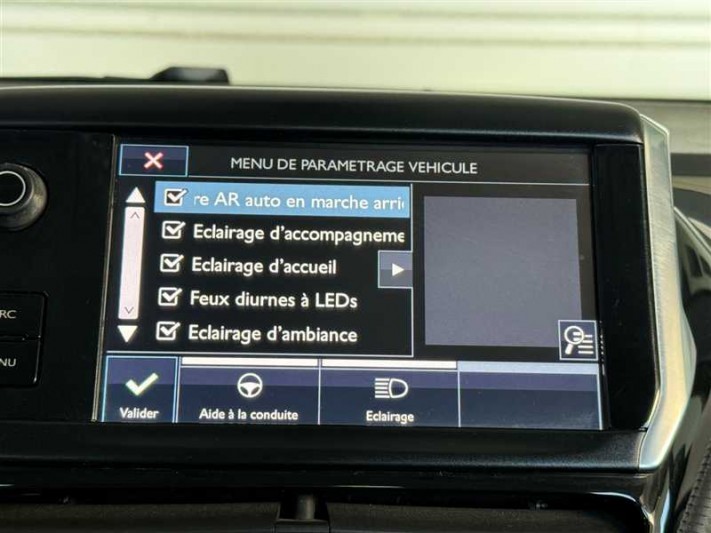 MENU DE PARAMETRAGE VEHICULE
re AR auto en marche arri
Eclairage d'accompagneme
Eclairage d'accueil
Feux diurnes à LEDs
Eclairage d'ambiance
RC
NU
Valider
Aide à la conduite
Eclairage